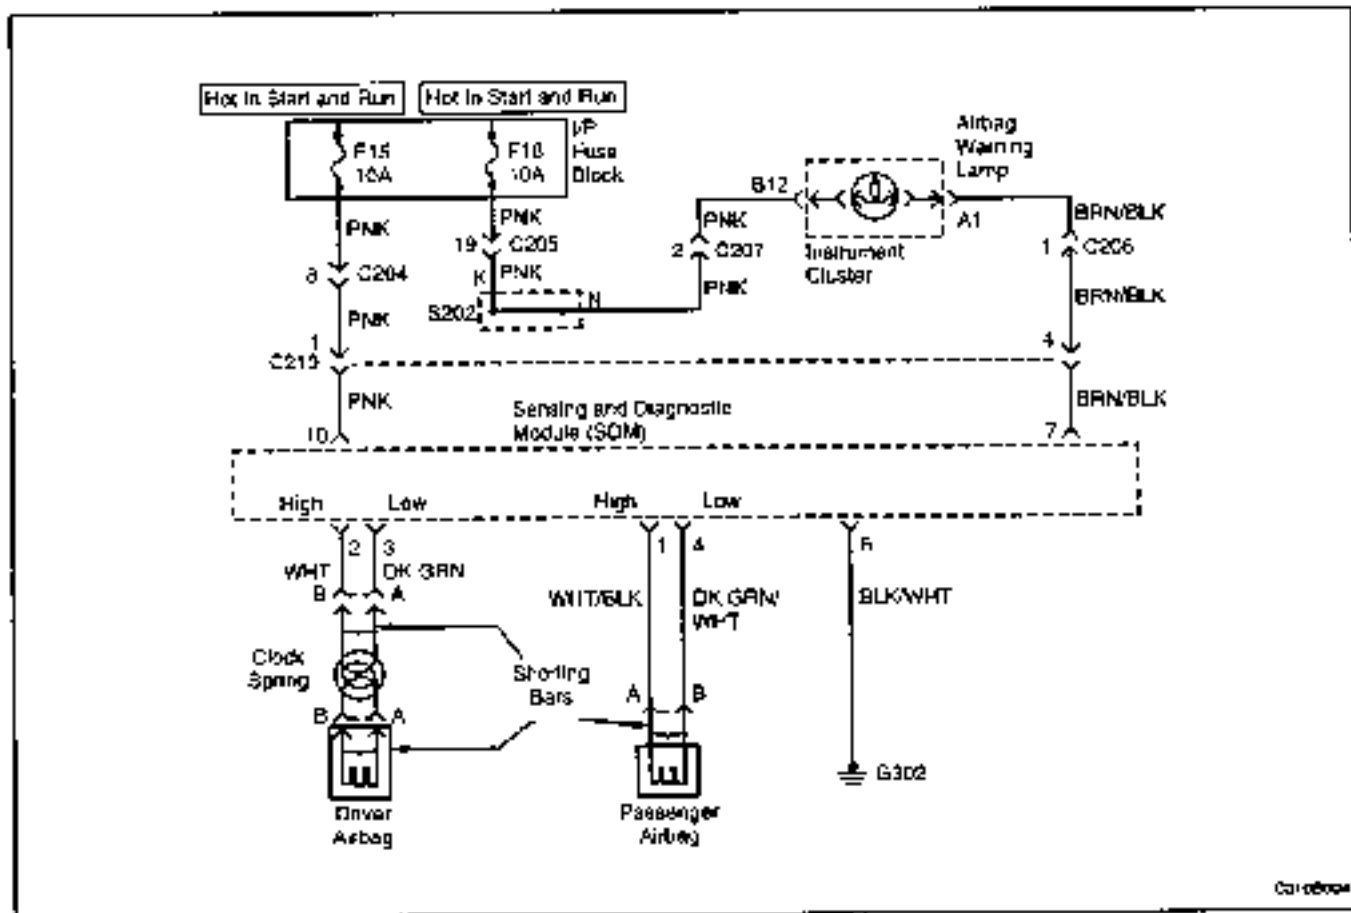 Hot In Start and Run
Hot In Start and Run
I/P
Fuse
Block
F15
10A
F16
10A
Airbag
Warning
Lamp
B12
A1
Instrument
Cluster
PNK
PNK
PNK
BRN/BLK
19
C205
2
C207
1
C206
8
C204
K
PNK
PNK
BRN/BLK
S202
N
PNK
1
4
C213
PNK
BRN/BLK
Sensing and Diagnostic
Module (SDM)
10
7
High
Low
High
Low
2
3
1
4
WHT
DK GRN
B
A
WHT/BLK
DK GRN/
WHT
BLK/WHT
Clock
Spring
Shorting
Bars
A
B
B
A
G302
Driver
Airbag
Passenger
Airbag